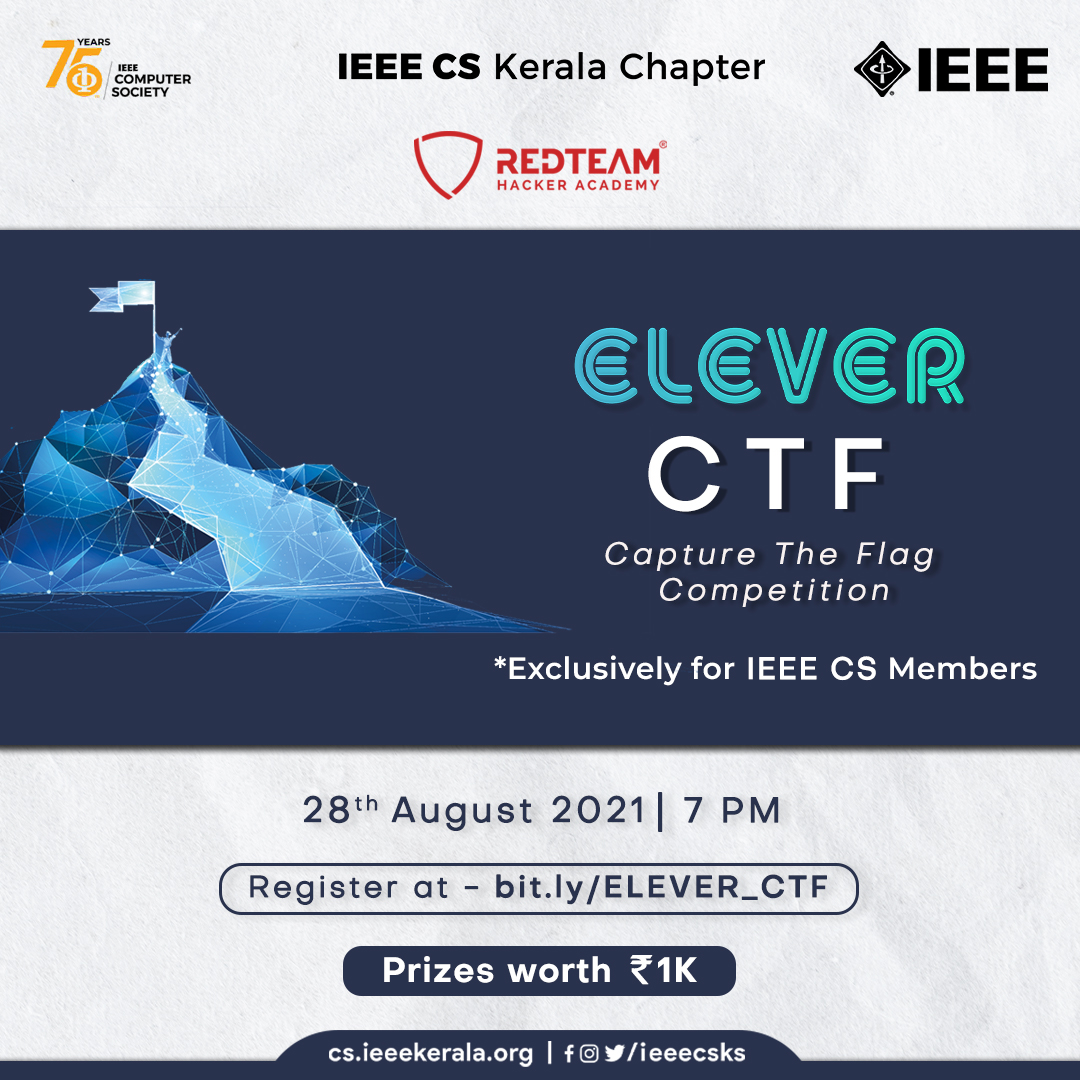 75 YEARS
IEEE
COMPUTER
SOCIETY
IEEE CS Kerala Chapter
IEEE
REDTEAM®
HACKER ACADEMY
ELEVER
CTF
Capture The Flag
Competition
*Exclusively for IEEE CS Members
28th August 2021| 7 PM
Register at - bit.ly/ELEVER_CTF
Prizes worth ₹1K
cs.ieeekerala.org | /ieeecsks